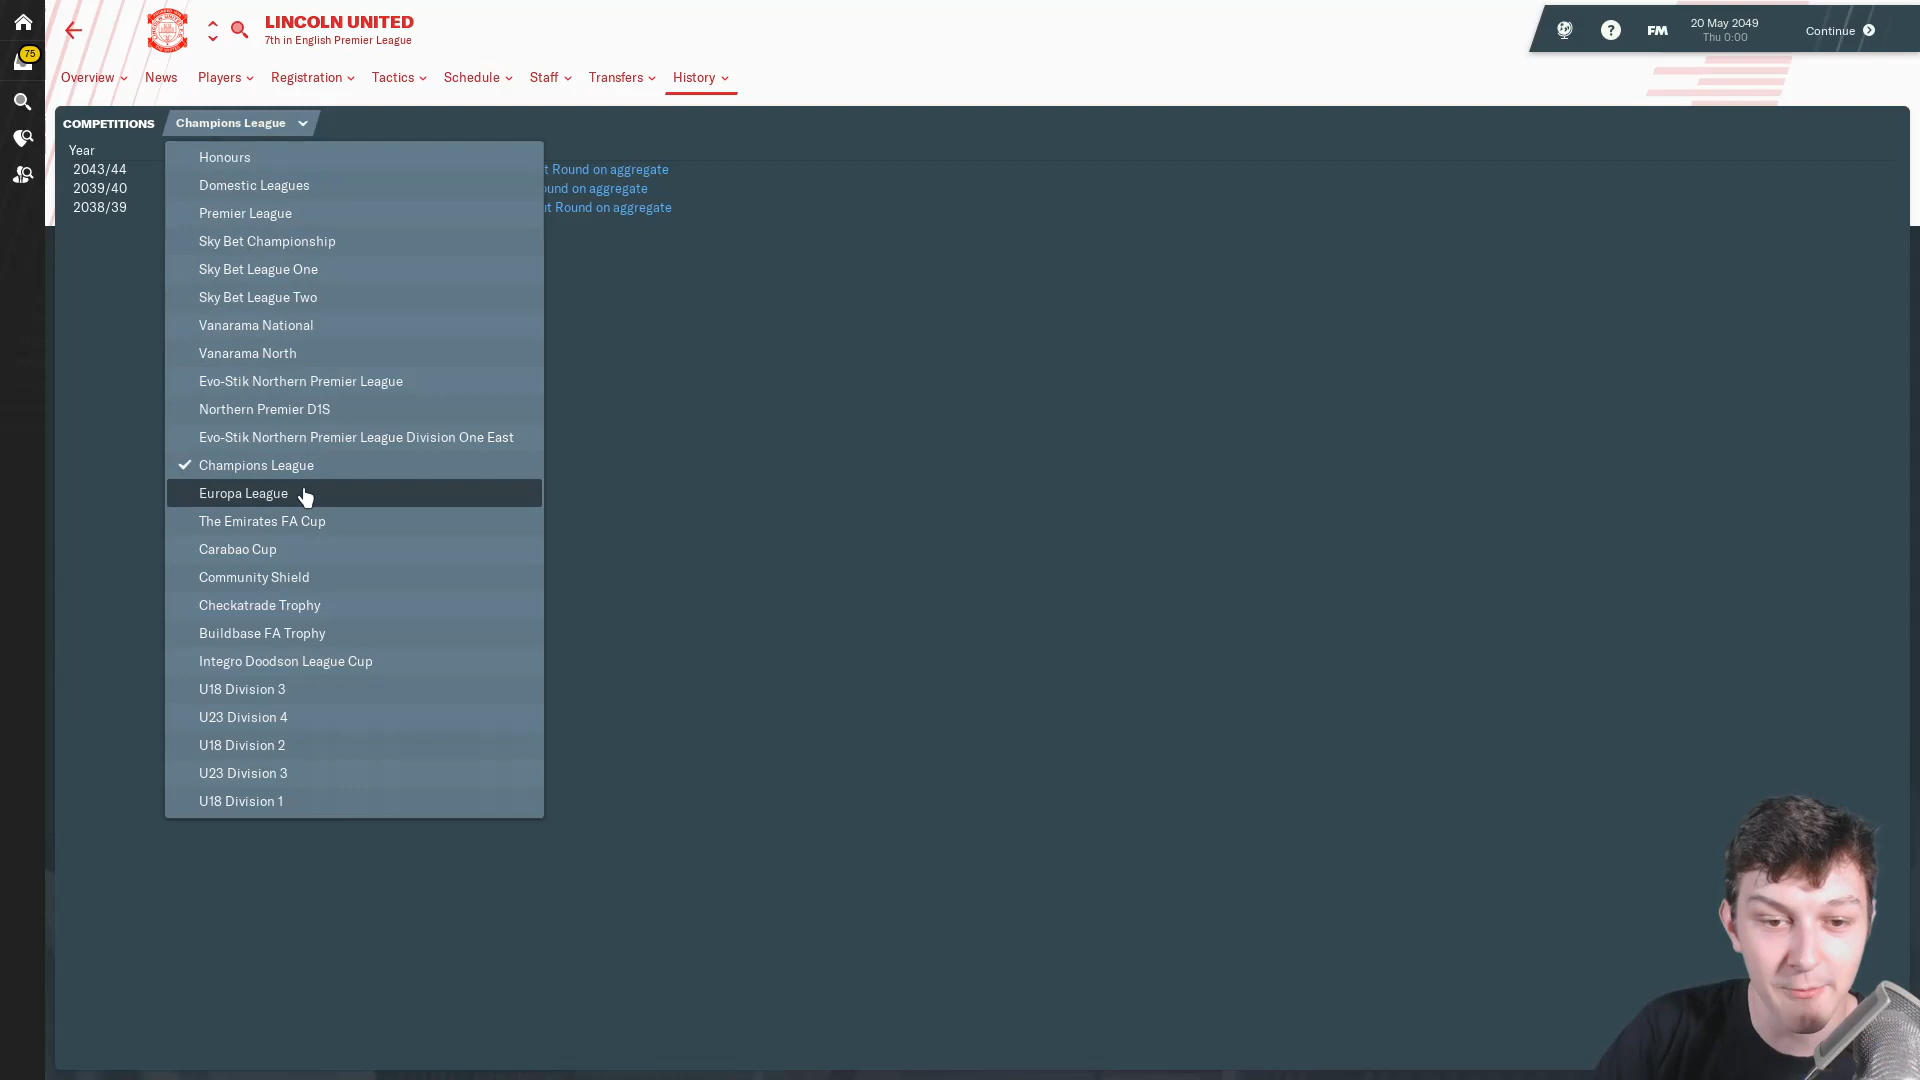 LINCOLN UNITED
7th in English Premier League
75
FM
20 May 2049
Thu 0:00
Continue
Overview
News
Players
Registration
Tactics
Schedule
Staff
Transfers
History
COMPETITIONS
Champions League
Year
2043/44
t Round on aggregate
2039/40
ound on aggregate
2038/39
ut Round on aggregate
Honours
Domestic Leagues
Premier League
Sky Bet Championship
Sky Bet League One
Sky Bet League Two
Vanarama National
Vanarama North
Evo-Stik Northern Premier League
Northern Premier D1S
Evo-Stik Northern Premier League Division One East
Champions League
Europa League
The Emirates FA Cup
Carabao Cup
Community Shield
Checkatrade Trophy
Buildbase FA Trophy
Integro Doodson League Cup
U18 Division 3
U23 Division 4
U18 Division 2
U23 Division 3
U18 Division 1